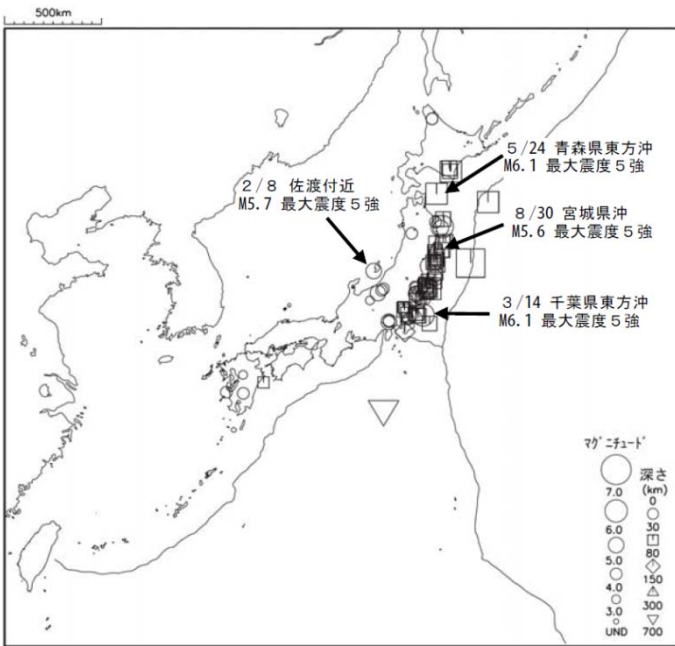 500km
5/24 青森県東方沖
M6.1 最大震度5強
2/8 佐渡付近
M5.7 最大震度5強
8/30 宮城県沖
M5.6 最大震度5強
3/14 千葉県東方沖
M6.1 最大震度5強
マグニチュード
深さ
(km)
7.0
0
6.0
30
5.0
80
4.0
150
3.0
300
UND
700